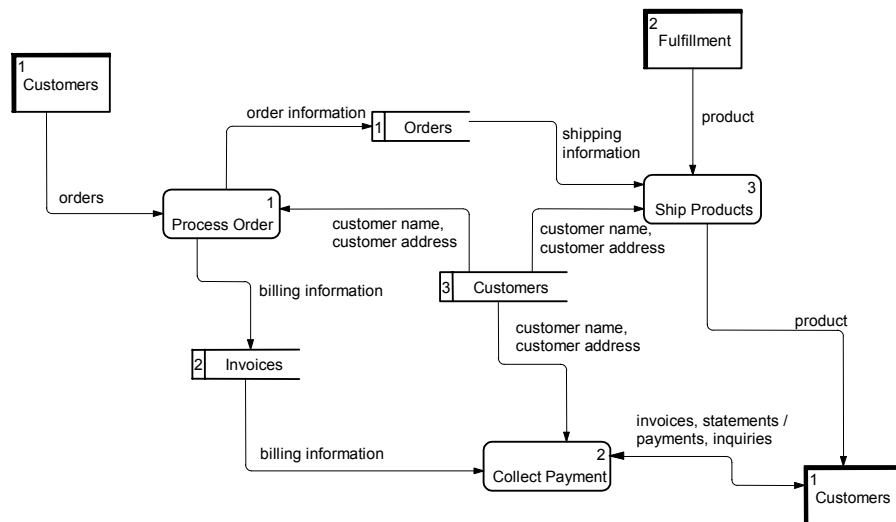 1
Customers
2
Fulfillment
order information
1
Orders
shipping
information
product
orders
1
Process Order
3
Ship Products
customer name,
customer address
customer name,
customer address
3
Customers
billing information
customer name,
customer address
product
2
Invoices
invoices, statements /
payments, inquiries
billing information
2
Collect Payment
1
Customers